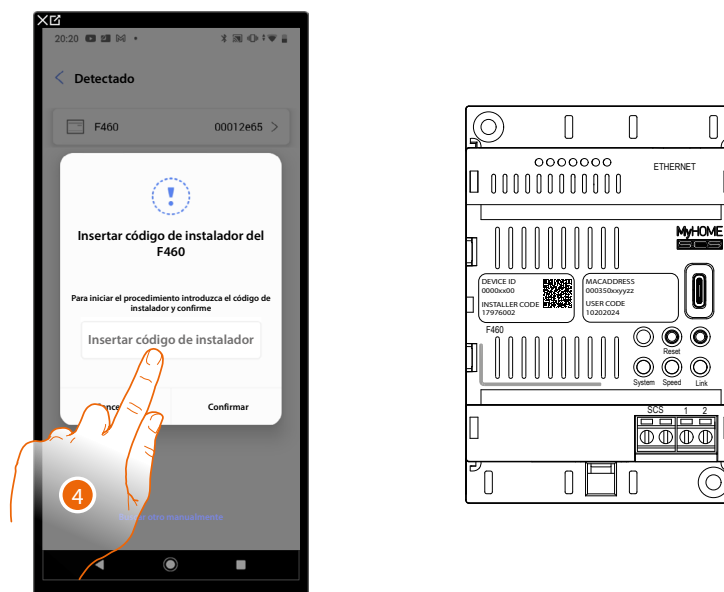 20:20
Detectado
F460 00012e65
Insertar código de instalador del
F460
Para iniciar el procedimiento introduzca el código de
instalador y confirme
Insertar código de instalador
Confirmar
4
ETHERNET
MyHOME
SCS
DEVICE ID
0000xx00
INSTALLER CODE
17976002
MACADDRESS
000350xxyyzz
USER CODE
10202024
F460
Reset
System Speed Link
SCS 1 2